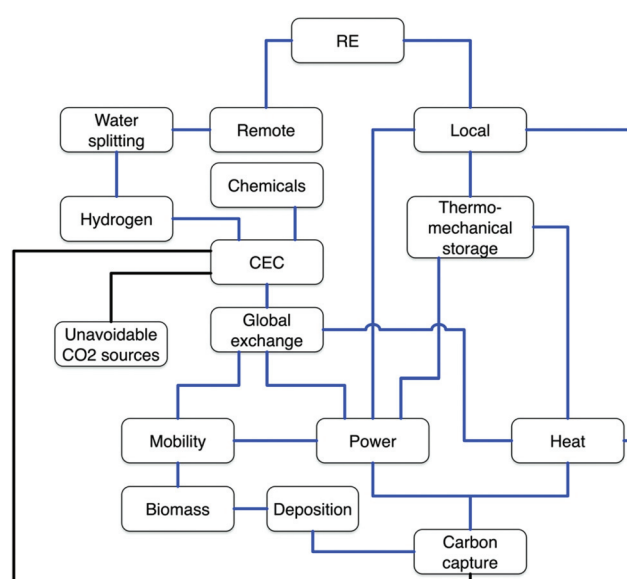 RE
Water
splitting
Remote
Local
Chemicals
Hydrogen
Thermo-
mechanical
storage
CEC
Global
exchange
Unavoidable
CO2 sources
Mobility
Power
Heat
Biomass
Deposition
Carbon
capture